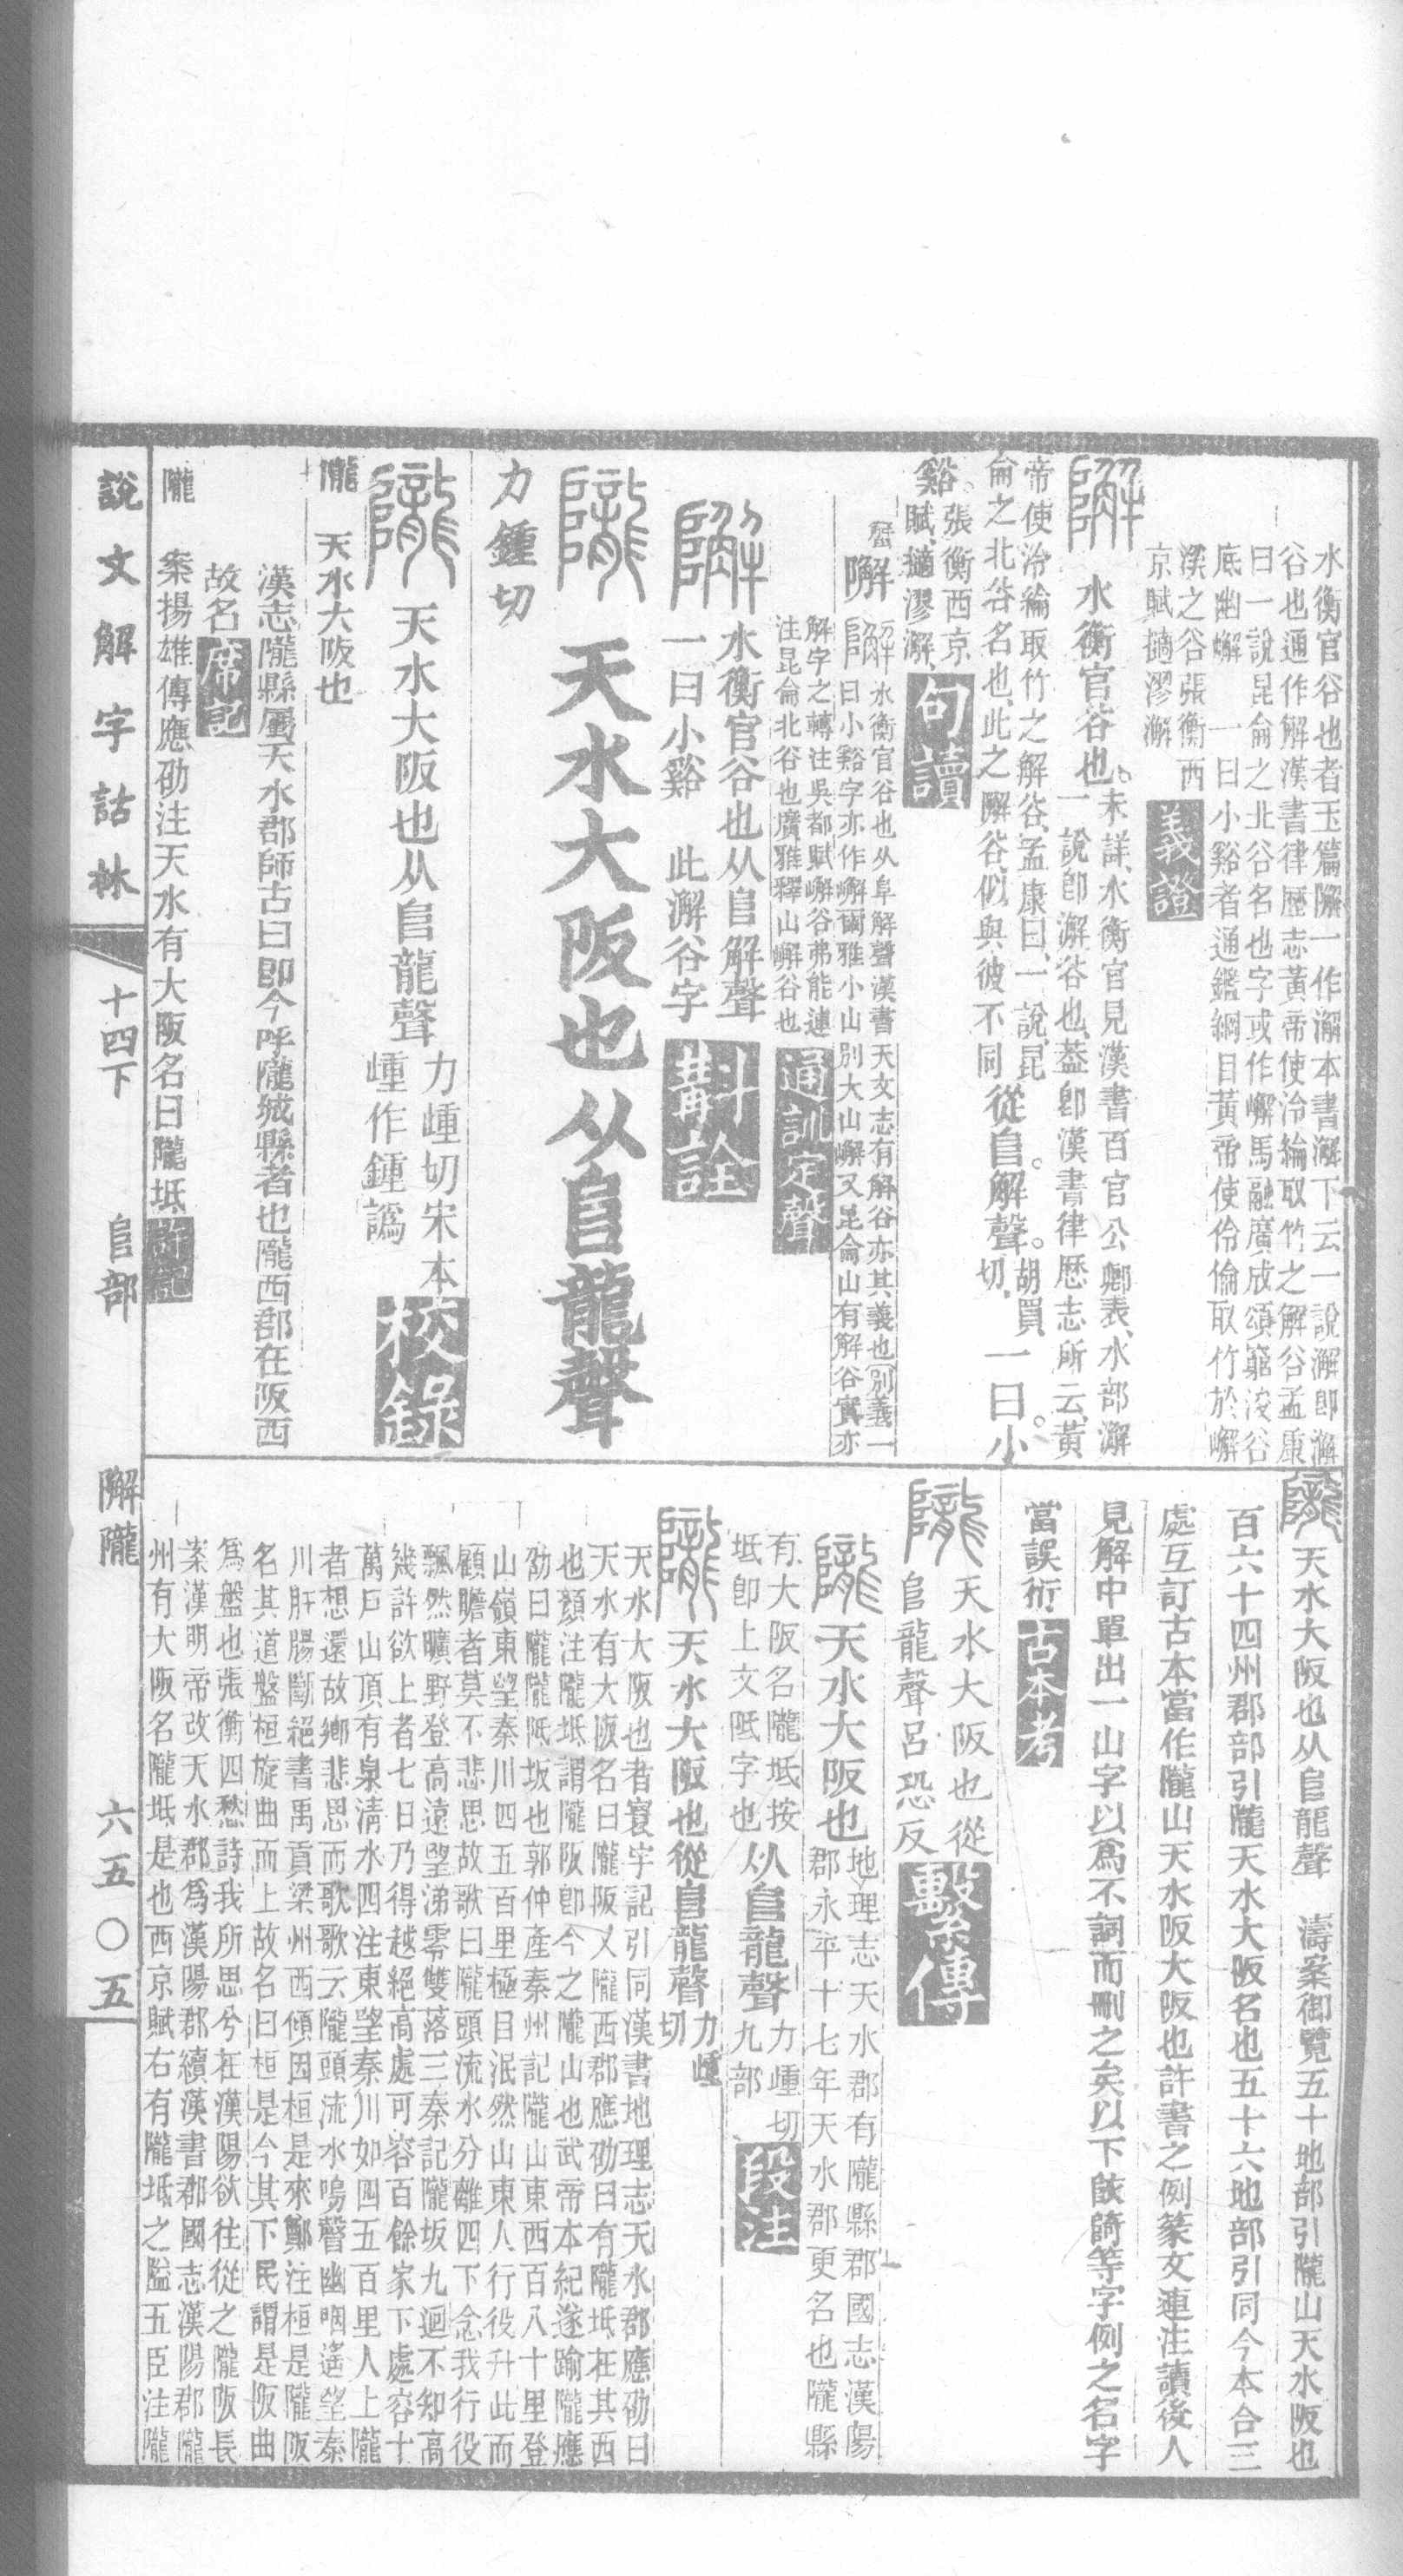 水衡官谷也者玉篇㠏一作澥本書澥下云一說澥卽澥
谷也通作解漢書律歷志黃帝使泠綸取竹之解谷孟康
曰一說昆侖之北谷名也字或作嶰馬融廣成頌窮浚谷
底幽嶰　一曰小谿者通鑑綱目黃帝使伶倫取竹於嶰
溪之谷張衡西
京賦摘漻澥
義證
水衡官谷也
未詳水衡官見漢書百官公卿表水部澥
一說卽澥谷也葢卽漢書律歷志所云黃
帝使泠綸取竹之解谷孟康曰一說昆
侖之北谷名也此之㠏谷似與彼不同
從𨸏解聲
胡買
切
一曰小
谿
張衡西京
賦摘漻澥
句讀
水衡官谷也从阜解聲漢書天文志有解谷亦其義也別義一
曰小谿字亦作嶰爾雅小山別大山嶰又昆侖山有解谷實亦
解字之轉注吳都賦嶰谷弗能連
注昆侖北谷也廣雅釋山嶰谷也
通訓定聲
水衡官谷也从𨸏解聲
一曰小谿　此澥谷字
斠詮
隴　天水大阪也从𨸏龍聲
力鍾切
隴　天水大阪也从𨸏龍聲
力㣫切宋本
㣫作鍾譌
校錄
隴　天水大阪也
漢志隴縣屬天水郡師古曰卽今呼隴城縣者也隴西郡在阪西
故名
席記
隴　案揚雄傳應劭注天水有大阪名曰隴坻
許記
說文解字詁林
十四下　𨸏部　隴　六五〇五
隴　天水大阪也从𨸏龍聲　濤案御覽五十地部引隴山天水阪也
百六十四州郡部引隴天水大阪名也五十六地部引同今本合三
處互訂古本當作隴山天水阪大阪也許書之例篆文連注讀後人
見解中單出一山字以爲不詞而刪之矣以下陭等字例之名字
當誤衍
古本考
隴　天水大阪也從
𨸏龍聲呂恐反
繫傳
隴　天水大阪也
地理志天水郡有隴縣郡國志漢陽
郡永平十七年天水郡更名也隴縣
有大阪名隴坻按
坻卽上文阺字也
从𨸏龍聲
力㣫切
九部
段注
隴　天水大阪也從𨸏龍聲
力㣫
切
天水大阪也者寰宇記引同漢書地理志天水郡應劭曰
天水有大阪名曰隴阪又隴西郡應劭曰有隴坻在其西
也顏注隴坻謂隴阪卽今之隴山也武帝本紀遂踰隴應
劭曰隴隴阺坂也郭仲產秦州記隴山東西百八十里登
山嶺東望秦川四五百里極目泯然山東人行役升此而
顧瞻者莫不悲思故歌曰隴頭流水分離四下念我行役
飄然曠野登高遠望涕零雙落三秦記隴坂九迴不知高
幾許欲上者七日乃得越絕高處可容百餘家下處容十
萬戶山頂有泉清水四注東望秦川如四五百里人上隴
者想還故鄉悲思而歌歌云隴頭流水鳴聲幽咽遙望秦
川肝腸斷絕書禹貢梁州西傾因桓是來鄭注桓是隴阪
名其道盤桓旋曲而上故名曰桓是今其下民謂是阪曲
爲盤也張衡四愁詩我所思兮在漢陽欲往從之隴阪長
案漢明帝改天水郡爲漢陽郡續漢書郡國志漢陽郡隴
州有大阪名隴坻是也西京賦右有隴坻之隘五臣注隴